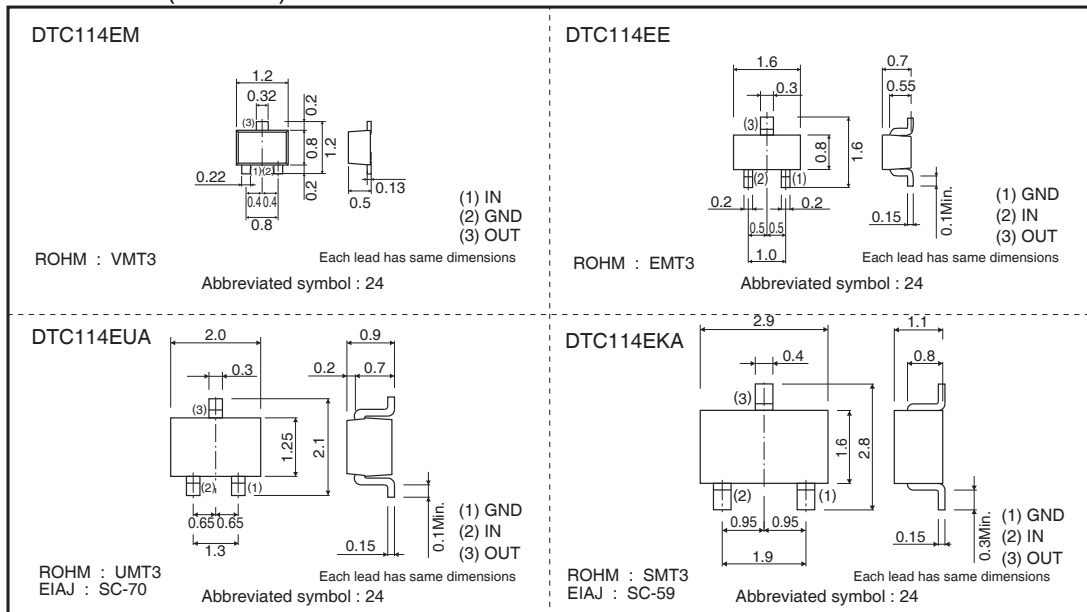 DTC114EM
1.2
0.32
0.2
(3)
0.8
1.2
0.22
(1)
(2)
0.2
0.13
0.4
0.4
0.5
0.8
(1) IN
(2) GND
(3) OUT
ROHM : VMT3
Each lead has same dimensions
Abbreviated symbol : 24
DTC114EE
1.6
0.7
0.3
0.55
(3)
0.8
1.6
(2)
(1)
0.2
0.2
0.15
0.1Min.
0.5
0.5
1.0
(1) GND
(2) IN
(3) OUT
ROHM : EMT3
Each lead has same dimensions
Abbreviated symbol : 24
DTC114EUA
2.0
0.9
0.3
0.2
0.7
(3)
1.25
2.1
(2)
(1)
0.65
0.65
0.1Min.
1.3
0.15
(1) GND
(2) IN
(3) OUT
ROHM : UMT3
EIAJ : SC-70
Each lead has same dimensions
Abbreviated symbol : 24
DTC114EKA
2.9
1.1
0.4
0.8
(3)
1.6
2.8
(2)
(1)
0.95
0.95
0.15
0.3Min.
1.9
(1) GND
(2) IN
(3) OUT
ROHM : SMT3
EIAJ : SC-59
Each lead has same dimensions
Abbreviated symbol : 24